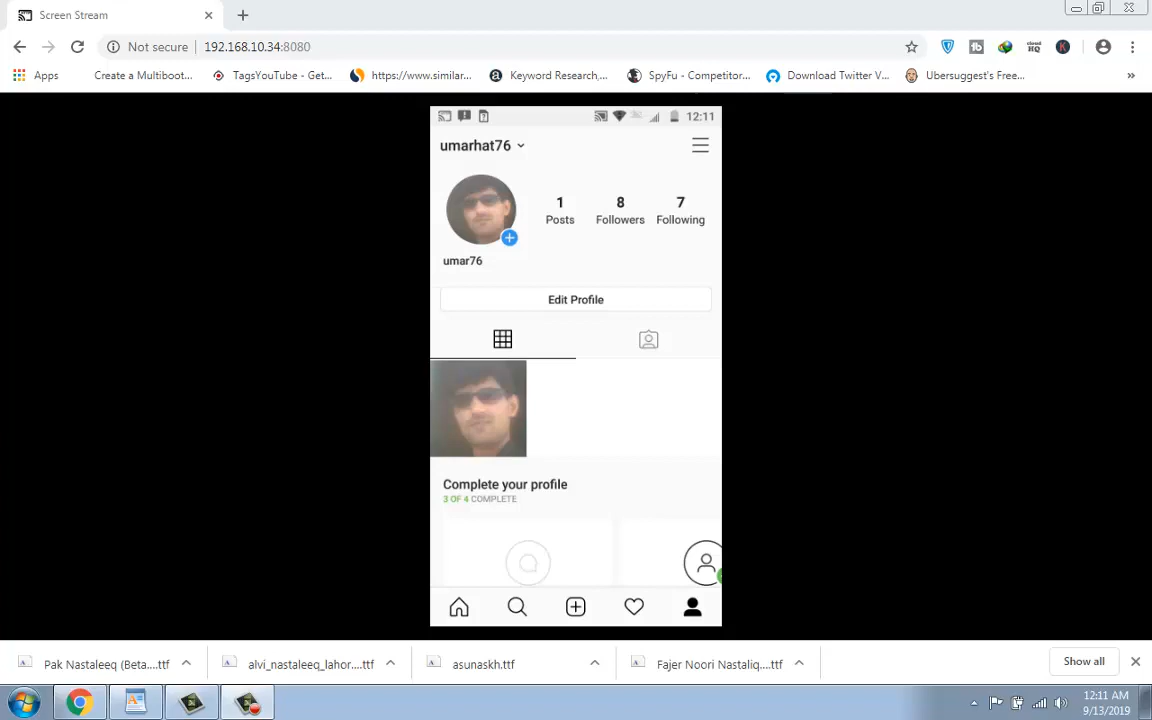 Screen Stream
Not secure 192.168.10.34:8080
Apps Create a Multiboot... TagsYouTube - Get... https://www.similar... Keyword Research,... SpyFu - Competitor... Download Twitter V... Ubersuggest's Free... »
12:11
umarhat76
1 8 7
Posts Followers Following
umar76
Edit Profile
Complete your profile
3 OF 4 COMPLETE
Pak Nastaleeq (Beta....ttf alvi_nastaleeq_lahor....ttf asunaskh.ttf Fajer Noori Nastaliq....ttf Show all
12:11 AM
9/13/2019